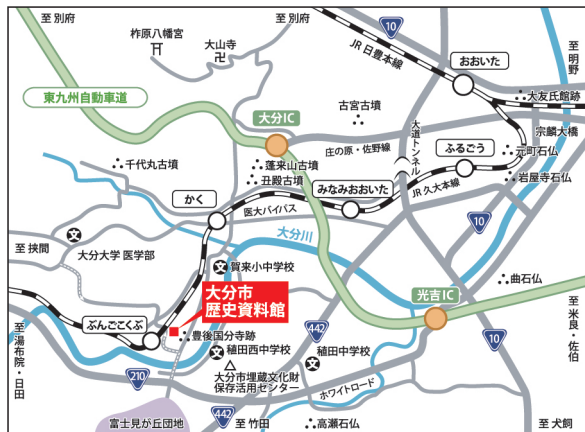 至 別府
至 別府
10
至 明野
柞原八幡宮
大山寺
JR 日豊本線
おおいた
東九州自動車道
大分IC
古宮古墳
大友氏館跡
庄の原・佐野線
大道トンネル
宗麟大橋
千代丸古墳
蓬来山古墳
丑殿古墳
ふるごう
元町石仏
岩屋寺石仏
みなみおおいた
かく
医大バイパス
JR 久大本線
10
至 挾間
文
大分大学 医学部
大分川
文
賀来小中学校
曲石仏
大分市
歴史資料館
光吉IC
至 米良・佐伯
ぶんごこくぶ
豊後国分寺跡
442
10
至 湯布院・日田
文
稙田西中学校
文
稙田中学校
210
大分市埋蔵文化財
保存活用センター
ホワイトロード
442
富士見が丘団地
至 竹田
高瀬石仏
至 犬飼